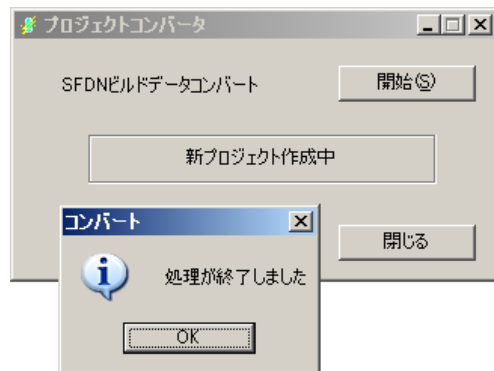 プロジェクトコンバータ
SFDNビルドデータコンバート
開始(S)
新プロジェクト作成中
閉じる
コンバート
処理が終了しました
OK